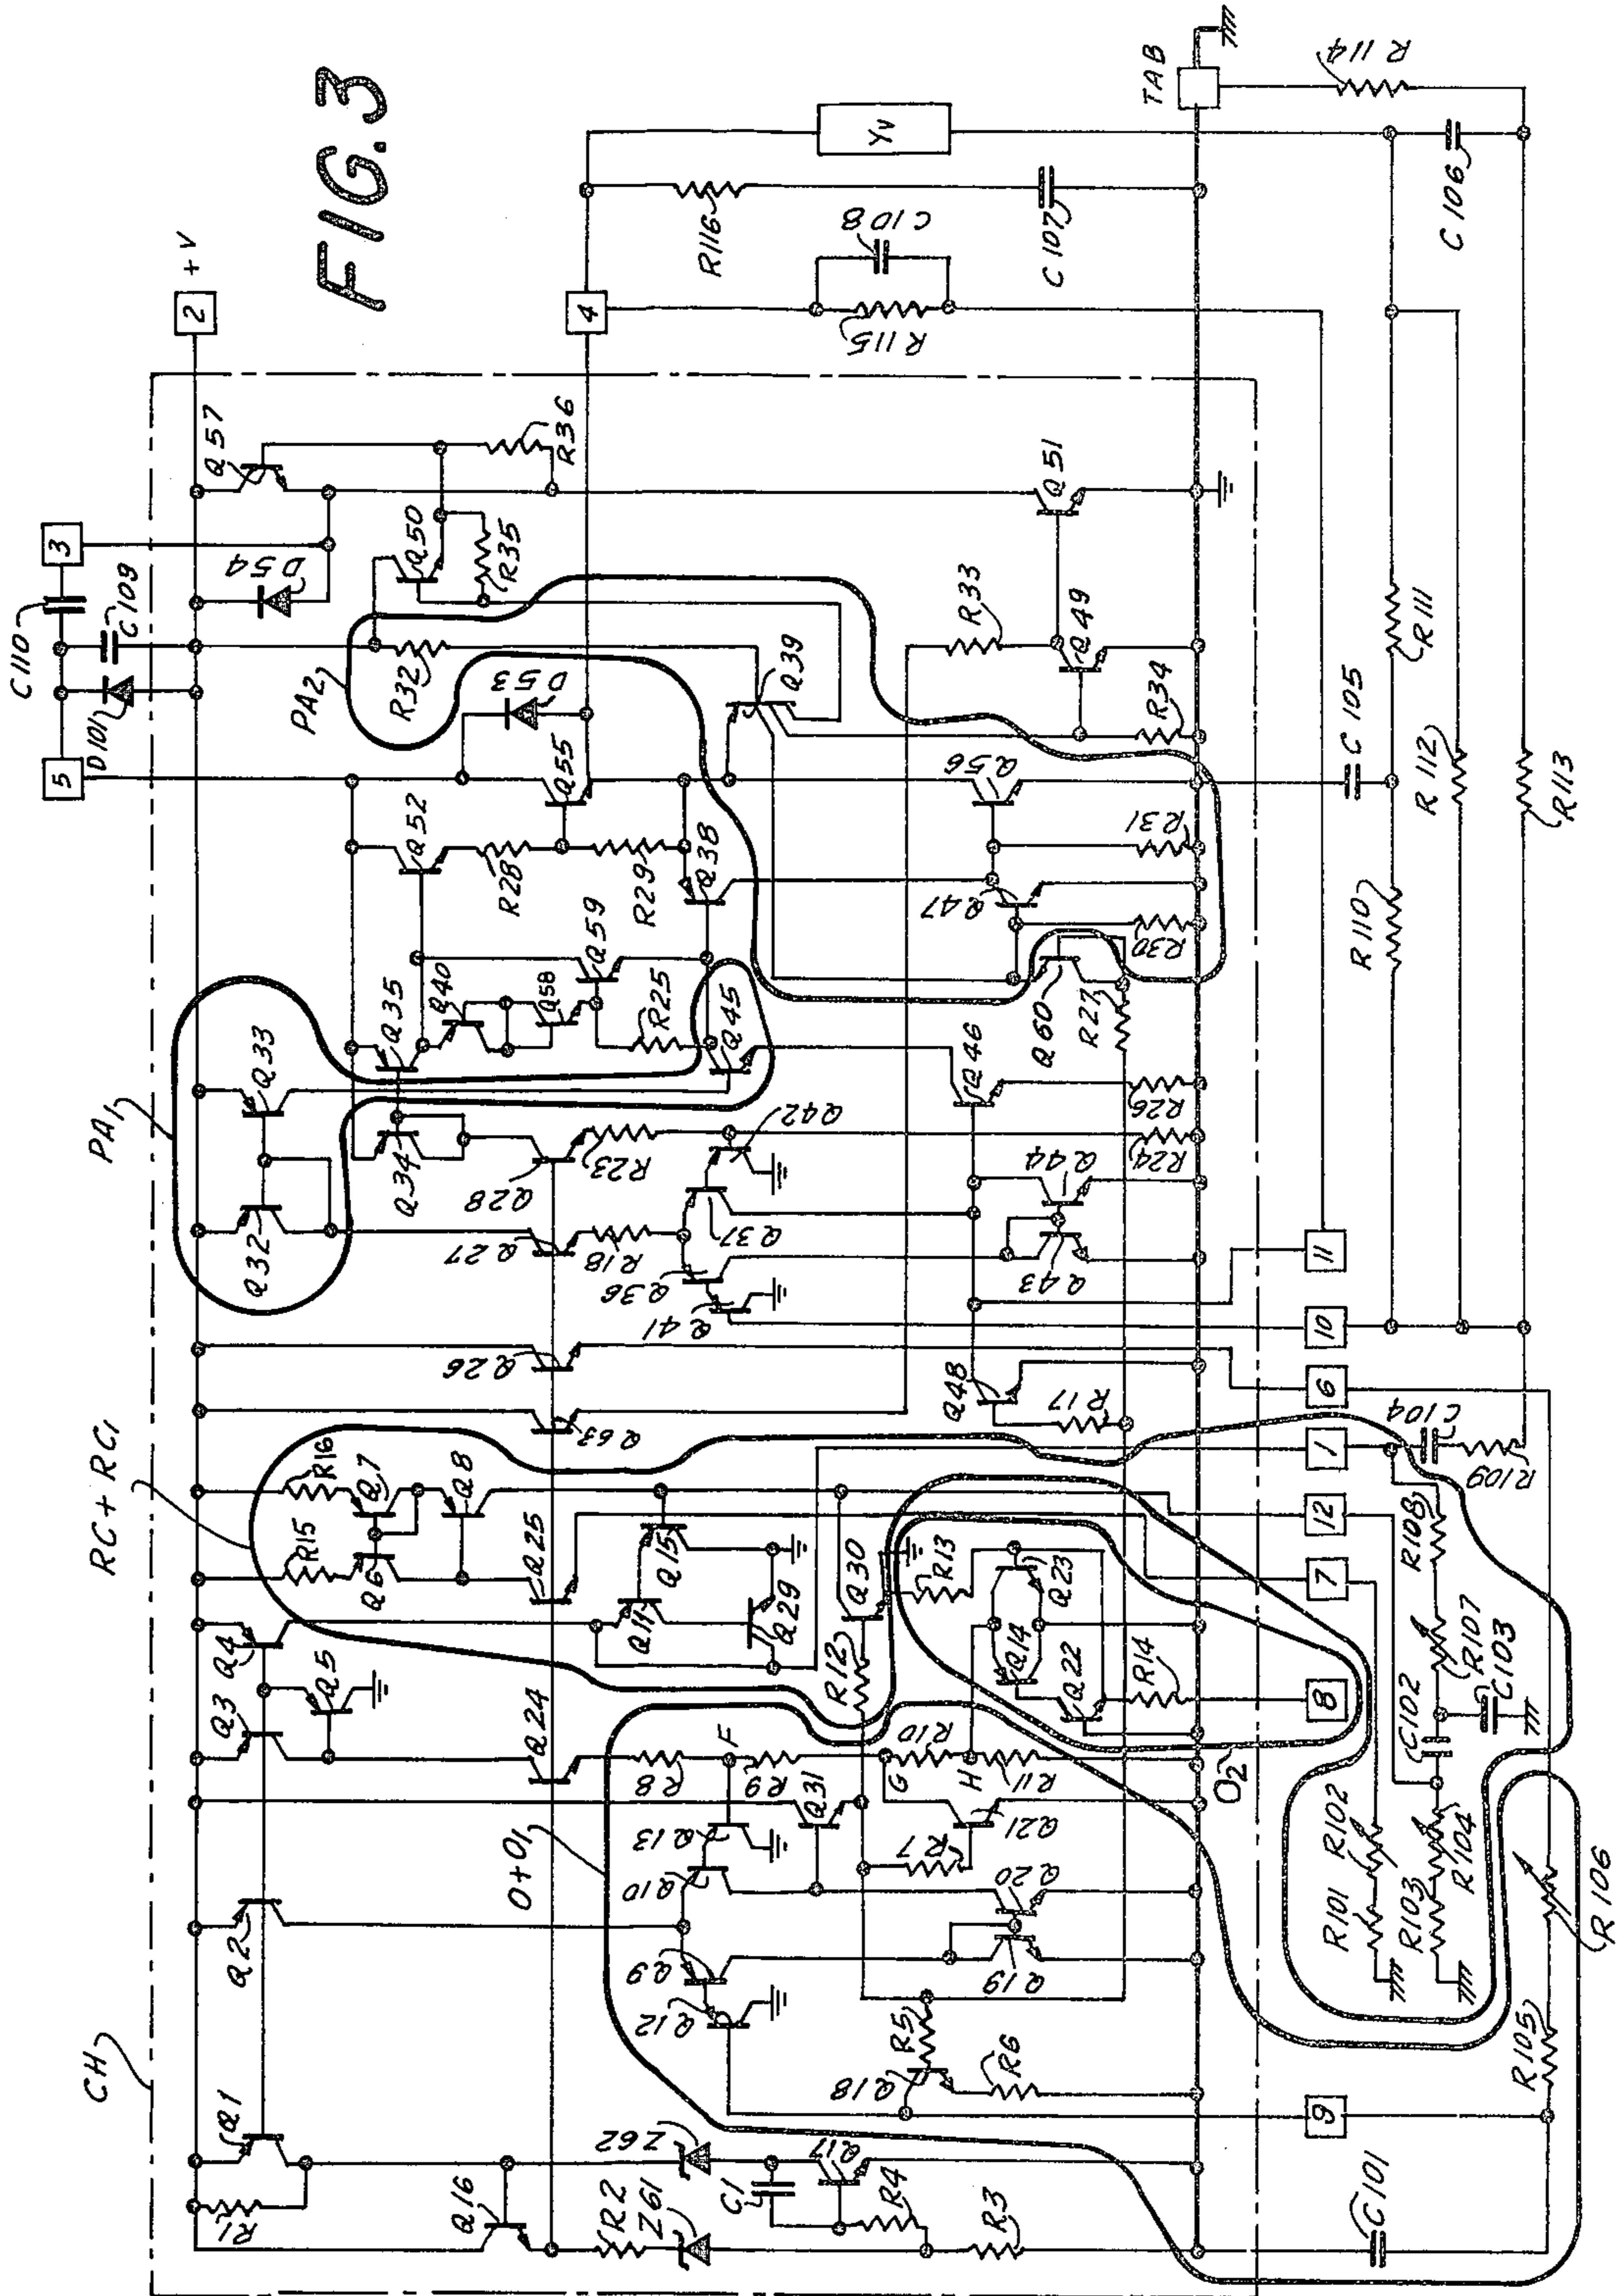 FIG.3
CH
RC + RC1
PA1
PA2
C110
5
3
D101
C109
2
+V
R1
Q1
Q2
Q3
Q4
Q5
R15
R16
Q6
Q7
Q8
Q32
Q33
Q34
Q35
Q40
Q58
Q59
R25
Q45
Q52
R28
R29
Q38
Q55
D53
R32
D54
Q50
R35
Q57
R36
Q16
R2
Z61
Z62
C1
Q17
R4
R3
O+O1
Q24
R8
F
R9
G
R10
H
R11
Q25
Q11
Q15
Q29
Q63
Q26
Q27
R18
Q28
R23
Q36
Q37
Q41
Q42
Q39
4
Q12
Q9
Q10
Q13
Q31
R7
Q21
Q20
Q19
R5
Q18
R6
R12
Q30
R13
Q14
Q23
Q22
R14
O2
Q48
R17
Q43
Q44
Q46
R26
R24
Q60
R27
R30
Q47
R31
Q56
R33
Q49
R34
Q51
R115
C108
R116
C107
YV
TAB
R114
9
8
7
12
1
6
10
11
C101
R105
R106
R101
R102
R103
R104
C102
C103
R107
R108
C104
R109
R110
C105
R111
R112
R113
C106